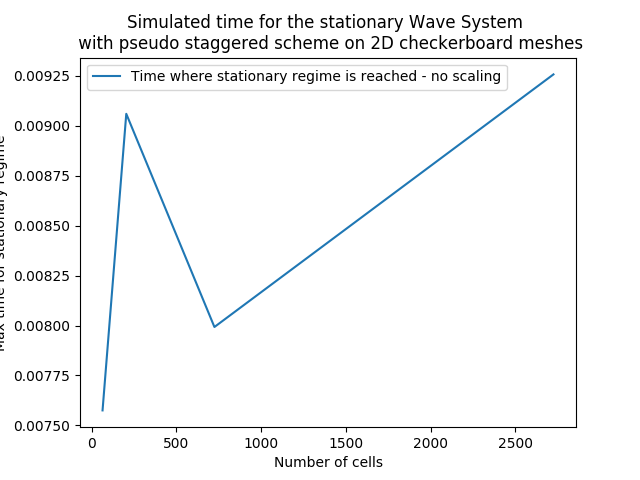 Simulated time for the stationary Wave System
with pseudo staggered scheme on 2D checkerboard meshes
Time where stationary regime is reached - no scaling
0.00925
0.00900
0.00875
0.00850
0.00825
0.00800
0.00775
0.00750
Max time for stationary regime
0 500 1000 1500 2000 2500
Number of cells